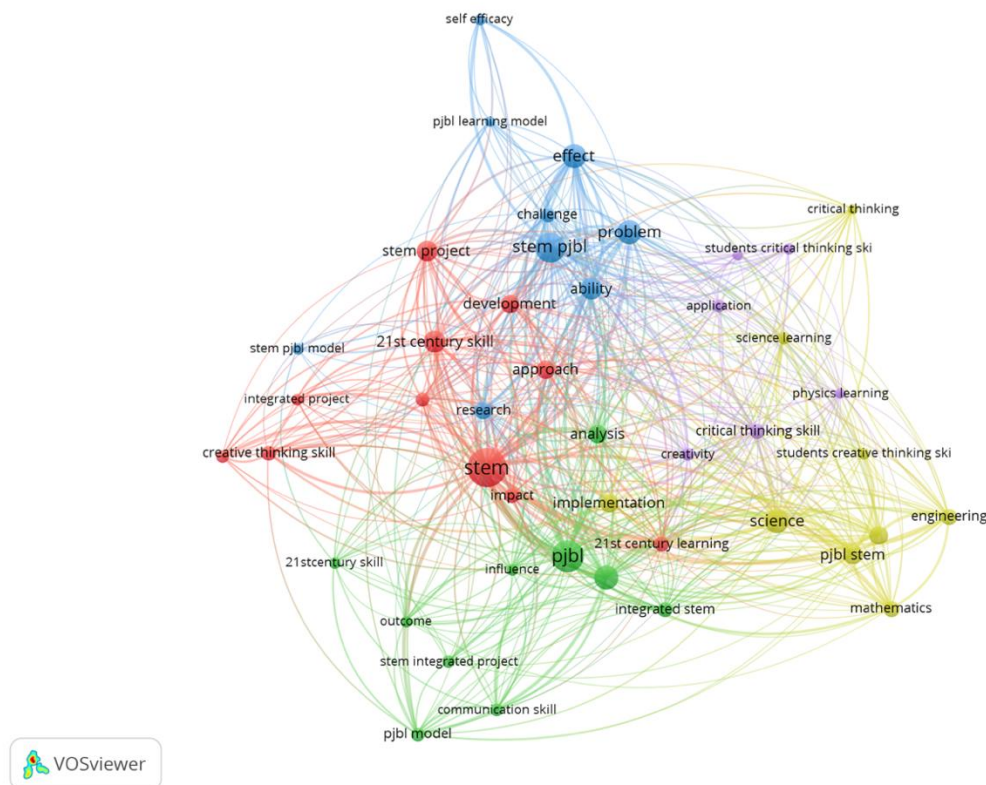 self efficacy
pjbl learning model
effect
critical thinking
challenge
problem
stem pjbl
students critical thinking ski
stem project
ability
development
application
21st century skill
science learning
stem pjbl model
approach
integrated project
physics learning
research
analysis
critical thinking skill
creative thinking skill
creativity
students creative thinking ski
stem
impact
implementation
science
engineering
21st century learning
pjbl
pjbl stem
21stcentury skill
influence
integrated stem
mathematics
outcome
stem integrated project
communication skill
pjbl model
VOSviewer